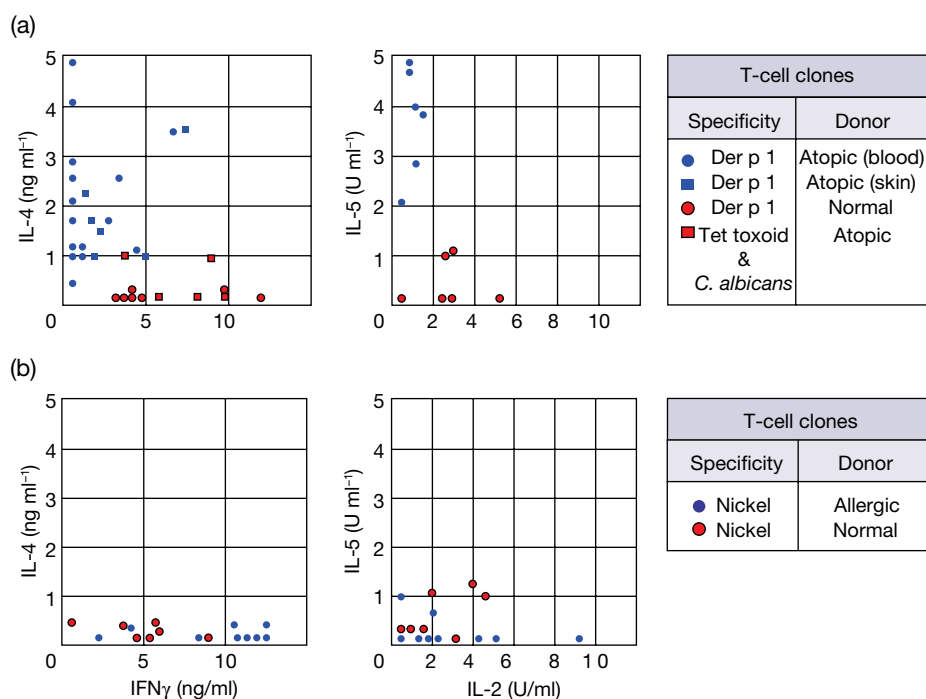 (a)
5
4
3
2
1
0
5
10
IL-4 (ng ml⁻¹)
5
4
3
2
1
0
2
4
6
8
10
IL-5 (U ml⁻¹)
T-cell clones
Specificity Donor
Der p 1 Atopic (blood)
Der p 1 Atopic (skin)
Der p 1 Normal
Tet toxoid Atopic
&
C. albicans
(b)
5
4
3
2
1
0
5
10
IL-4 (ng ml⁻¹)
IFNγ (ng/ml)
5
4
3
2
1
0
2
4
6
8
10
IL-5 (U ml⁻¹)
IL-2 (U/ml)
T-cell clones
Specificity Donor
Nickel Allergic
Nickel Normal